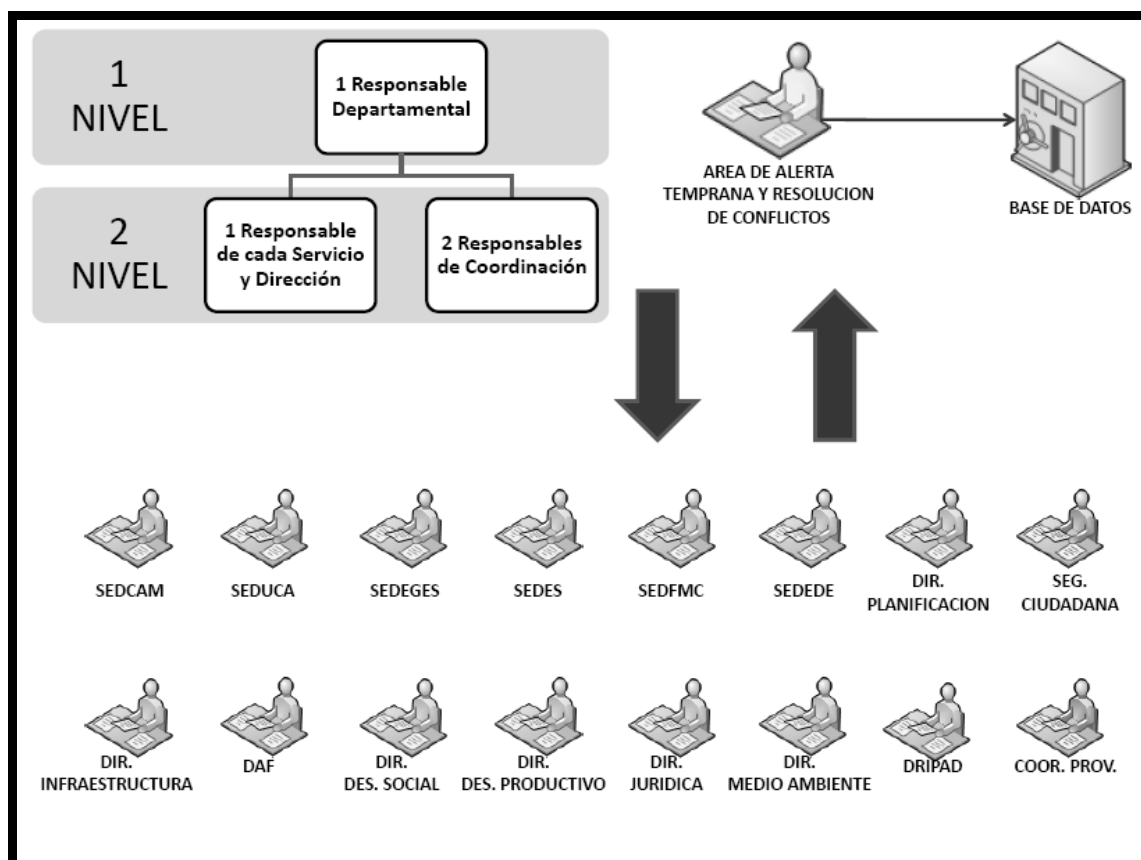 1
NIVEL
1 Responsable
Departamental
2
NIVEL
1 Responsable
de cada Servicio
y Dirección
2 Responsables
de Coordinación
AREA DE ALERTA
TEMPRANA Y RESOLUCION
DE CONFLICTOS
BASE DE DATOS
SEDCAM
SEDUCA
SEDEGES
SEDES
SEDFMC
SEDEDE
DIR.
PLANIFICACION
SEG.
CIUDADANA
DIR.
INFRAESTRUCTURA
DAF
DIR.
DES. SOCIAL
DIR.
DES. PRODUCTIVO
DIR.
JURIDICA
DIR.
MEDIO AMBIENTE
DRIPAD
COOR. PROV.